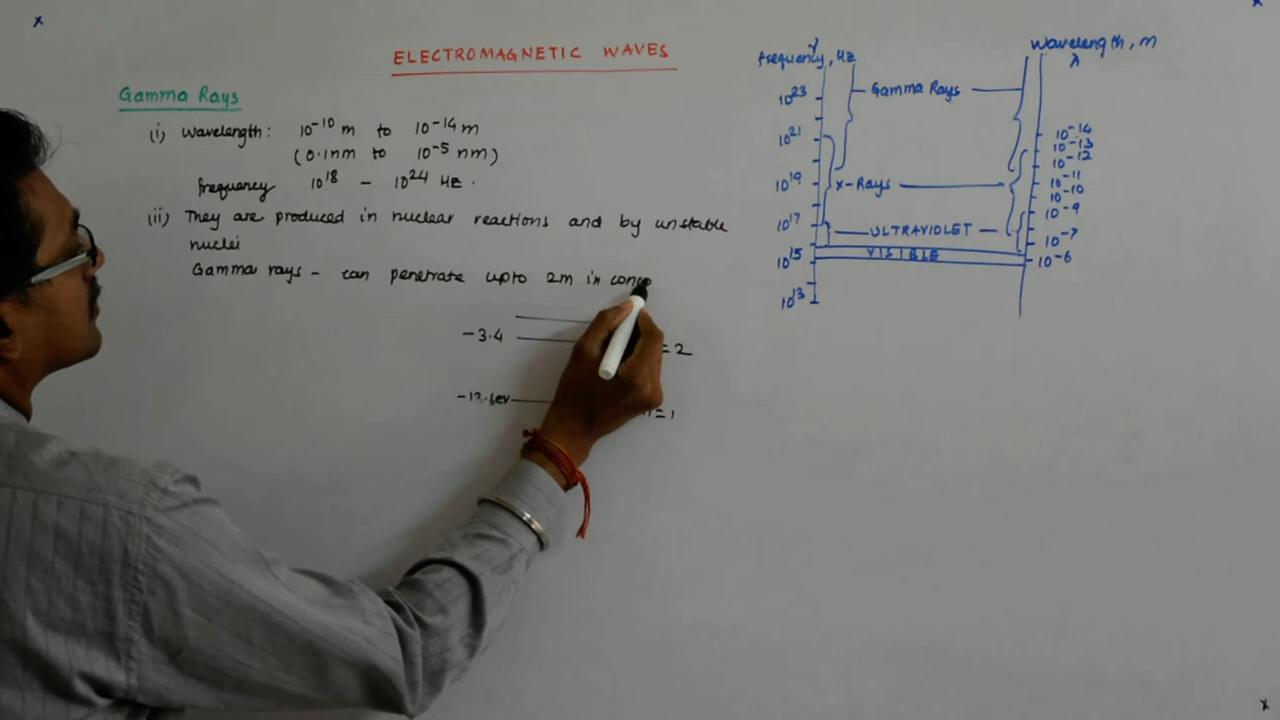 ELECTROMAGNETIC WAVES
Gamma Rays
(i) Wavelength: 10⁻¹⁰ m to 10⁻¹⁴ m
(0.1nm to 10⁻⁵ nm)
frequency 10¹⁸ - 10²⁴ Hz.
(ii) They are produced in nuclear reactions and by unstable
nuclei
Gamma rays - can penetrate upto 2m in
-3.4
= 2
-13.6ev
n=1
frequency, Hz
γ
10²³
10²¹
10¹⁹
10¹⁷
10¹⁵
10¹³
Gamma Rays
X-Rays
ULTRAVIOLET
VISIBLE
Wavelength, m
λ
10⁻¹⁴
10⁻¹³
10⁻¹²
10⁻¹¹
10⁻¹⁰
10⁻⁹
10⁻⁷
10⁻⁶